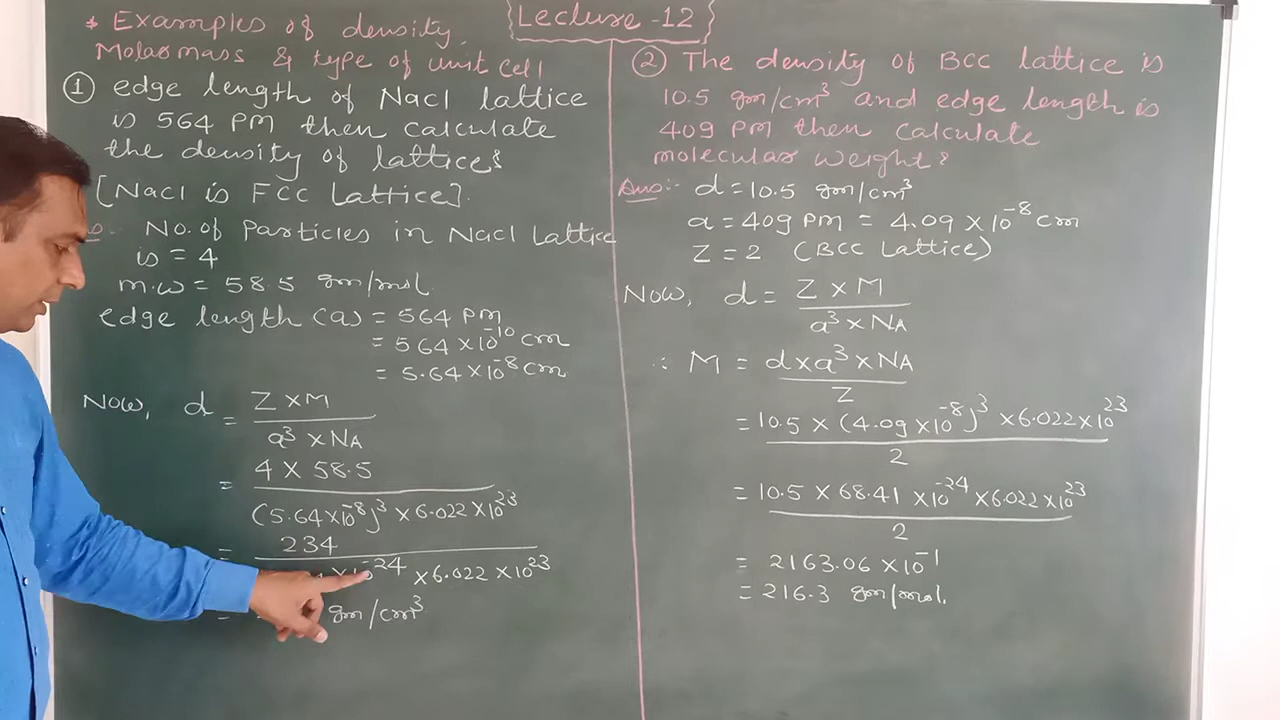 Lecture-12
* Examples of density,
Molar mass & type of unit cell
① edge length of Nacl lattice
is 564 PM then calculate
the density of lattice?
[Nacl is FCC Lattice].
No. of Particles in Nacl Lattice
is = 4
m.w = 58.5 gm/mol.
edge length (a) = 564 PM
= 564 × 10⁻¹⁰ cm
= 5.64 × 10⁻⁸ cm
Now, d = Z × M / a³ × NA
= 4 × 58.5 / (5.64 × 10⁻⁸)³ × 6.022 × 10²³
= 234 / × 10⁻²⁴ × 6.022 × 10²³
= gm/cm³
② The density of BCC lattice is
10.5 gm/cm³ and edge length is
409 PM then calculate
molecular weight?
Ans:- d = 10.5 gm/cm³
a = 409 PM = 4.09 × 10⁻⁸ cm
Z = 2 (BCC Lattice)
Now, d = Z × M / a³ × NA
∴ M = d × a³ × NA / Z
= 10.5 × (4.09 × 10⁻⁸)³ × 6.022 × 10²³ / 2
= 10.5 × 68.41 × 10⁻²⁴ × 6.022 × 10²³ / 2
= 2163.06 × 10⁻¹
= 216.3 gm/mol.